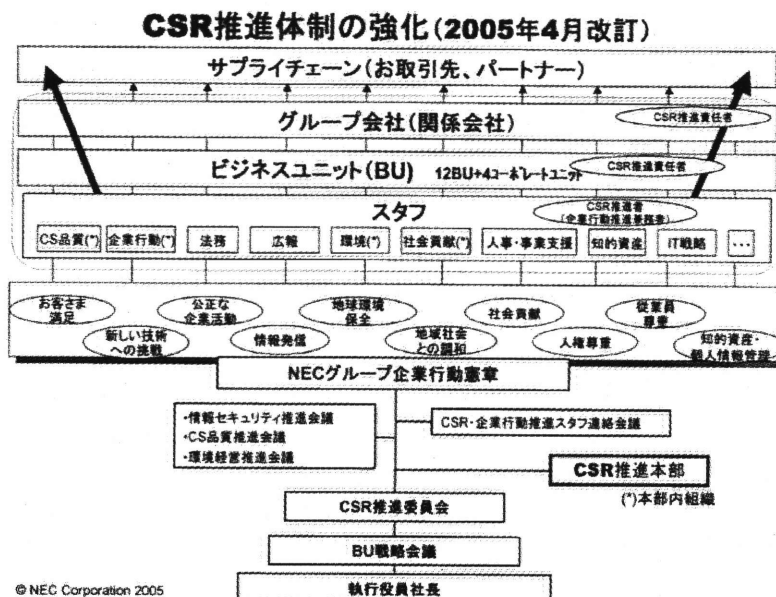 CSR推進体制の強化(2005年4月改訂)
サプライチェーン(お取引先、パートナー)
グループ会社(関係会社)
CSR推進責任者
ビジネスユニット(BU) 12BU+4コーポレートユニット
CSR推進責任者
スタッフ
CSR推進者
(企業行動推進兼務表)
CS品質(*)
企業行動(*)
法務
広報
環境(*)
社会貢献(*)
人事・事業支援
知的資産
IT戦略
...
お客さま
満足
公正な
企業活動
地球環境
保全
社会貢献
従業員
尊重
新しい技術
への挑戦
情報発信
地域社会
との調和
人権尊重
知的資産・
個人情報管理
NECグループ企業行動憲章
・情報セキュリティ推進会議
・CS品質推進会議
・環境経営推進会議
CSR・企業行動推進スタッフ連絡会議
CSR推進本部
(*)本部内組織
CSR推進委員会
BU戦略会議
執行役員社長
© NEC Corporation 2005